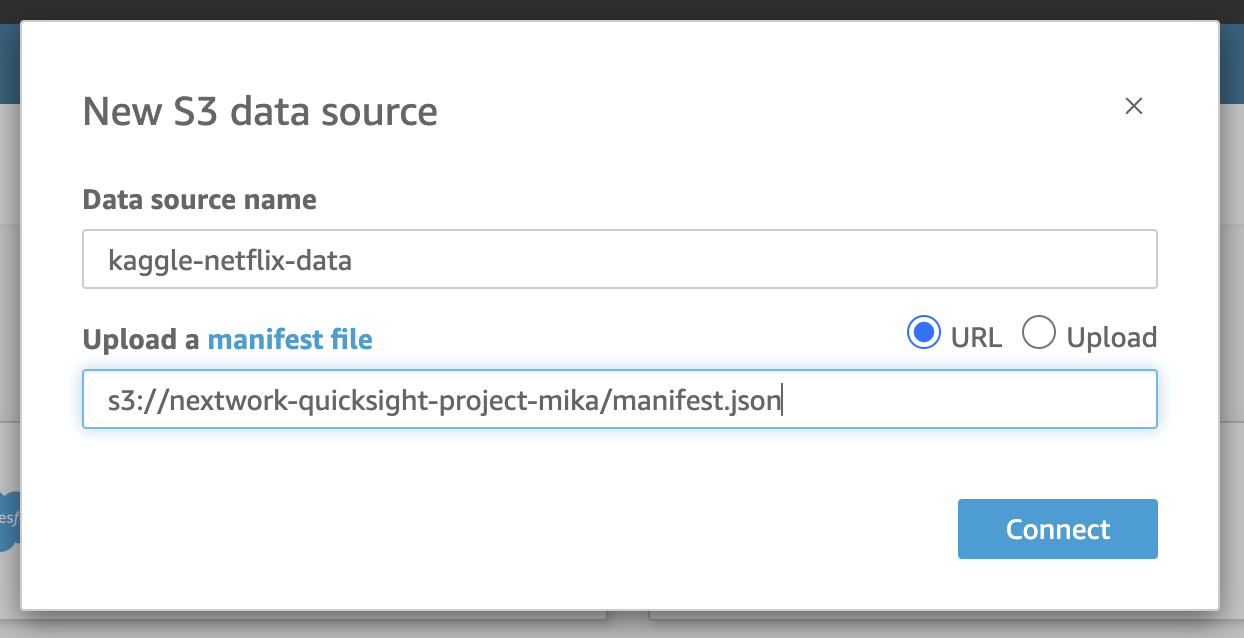 New S3 data source
Data source name
kaggle-netflix-data
Upload a manifest file
URL
Upload
s3://nextwork-quicksight-project-mika/manifest.json
Connect